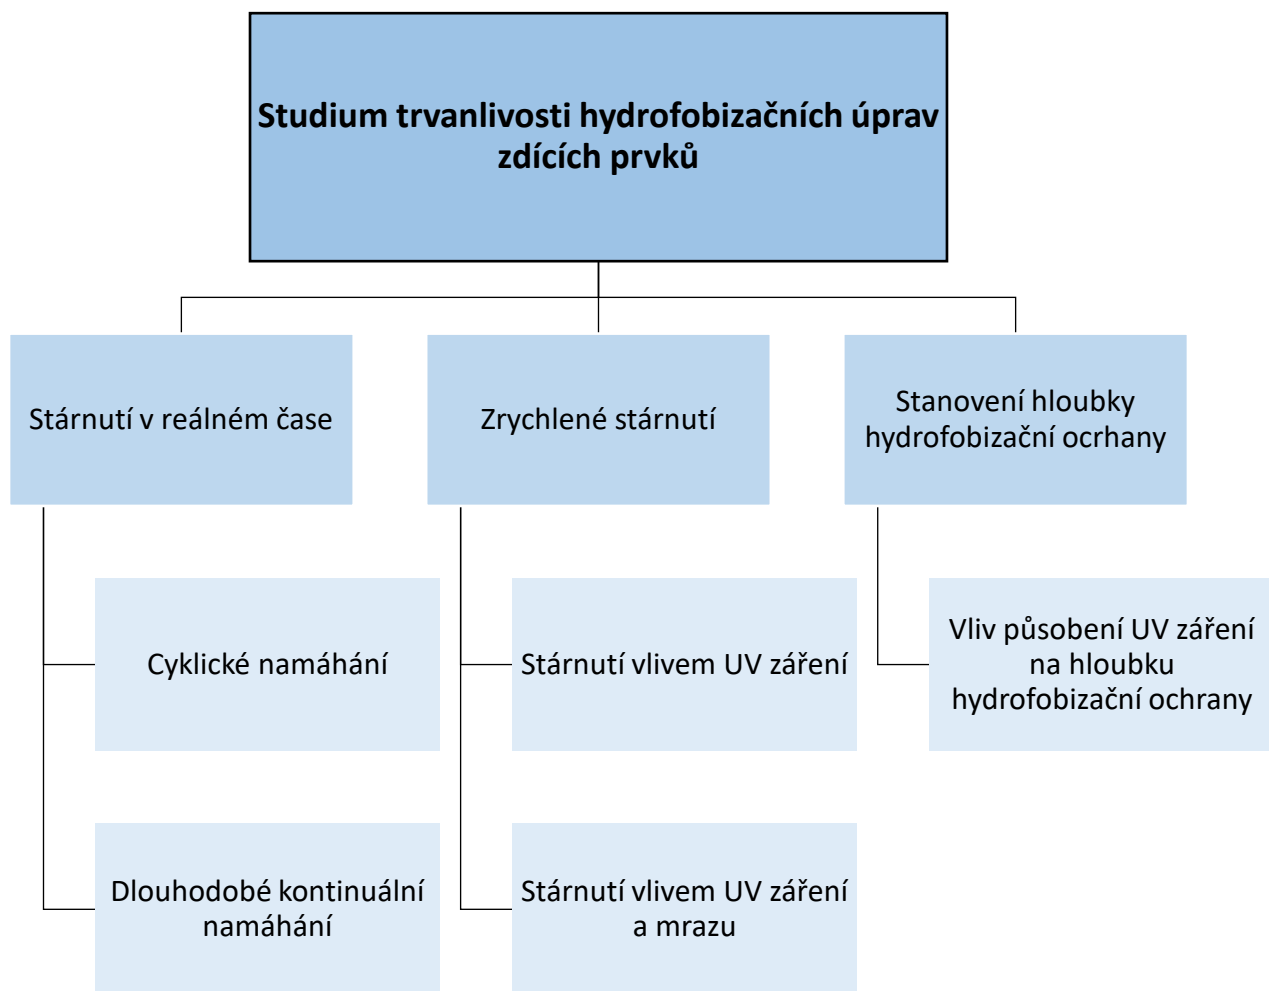 Studium trvanlivosti hydrofobizačních úprav
zdících prvků
Stárnutí v reálném čase
Zrychlené stárnutí
Stanovení hloubky
hydrofobizační ocrhany
Cyklické namáhání
Stárnutí vlivem UV záření
Vliv působení UV záření
na hloubku
hydrofobizační ochrany
Dlouhodobé kontinuální
namáhání
Stárnutí vlivem UV záření
a mrazu